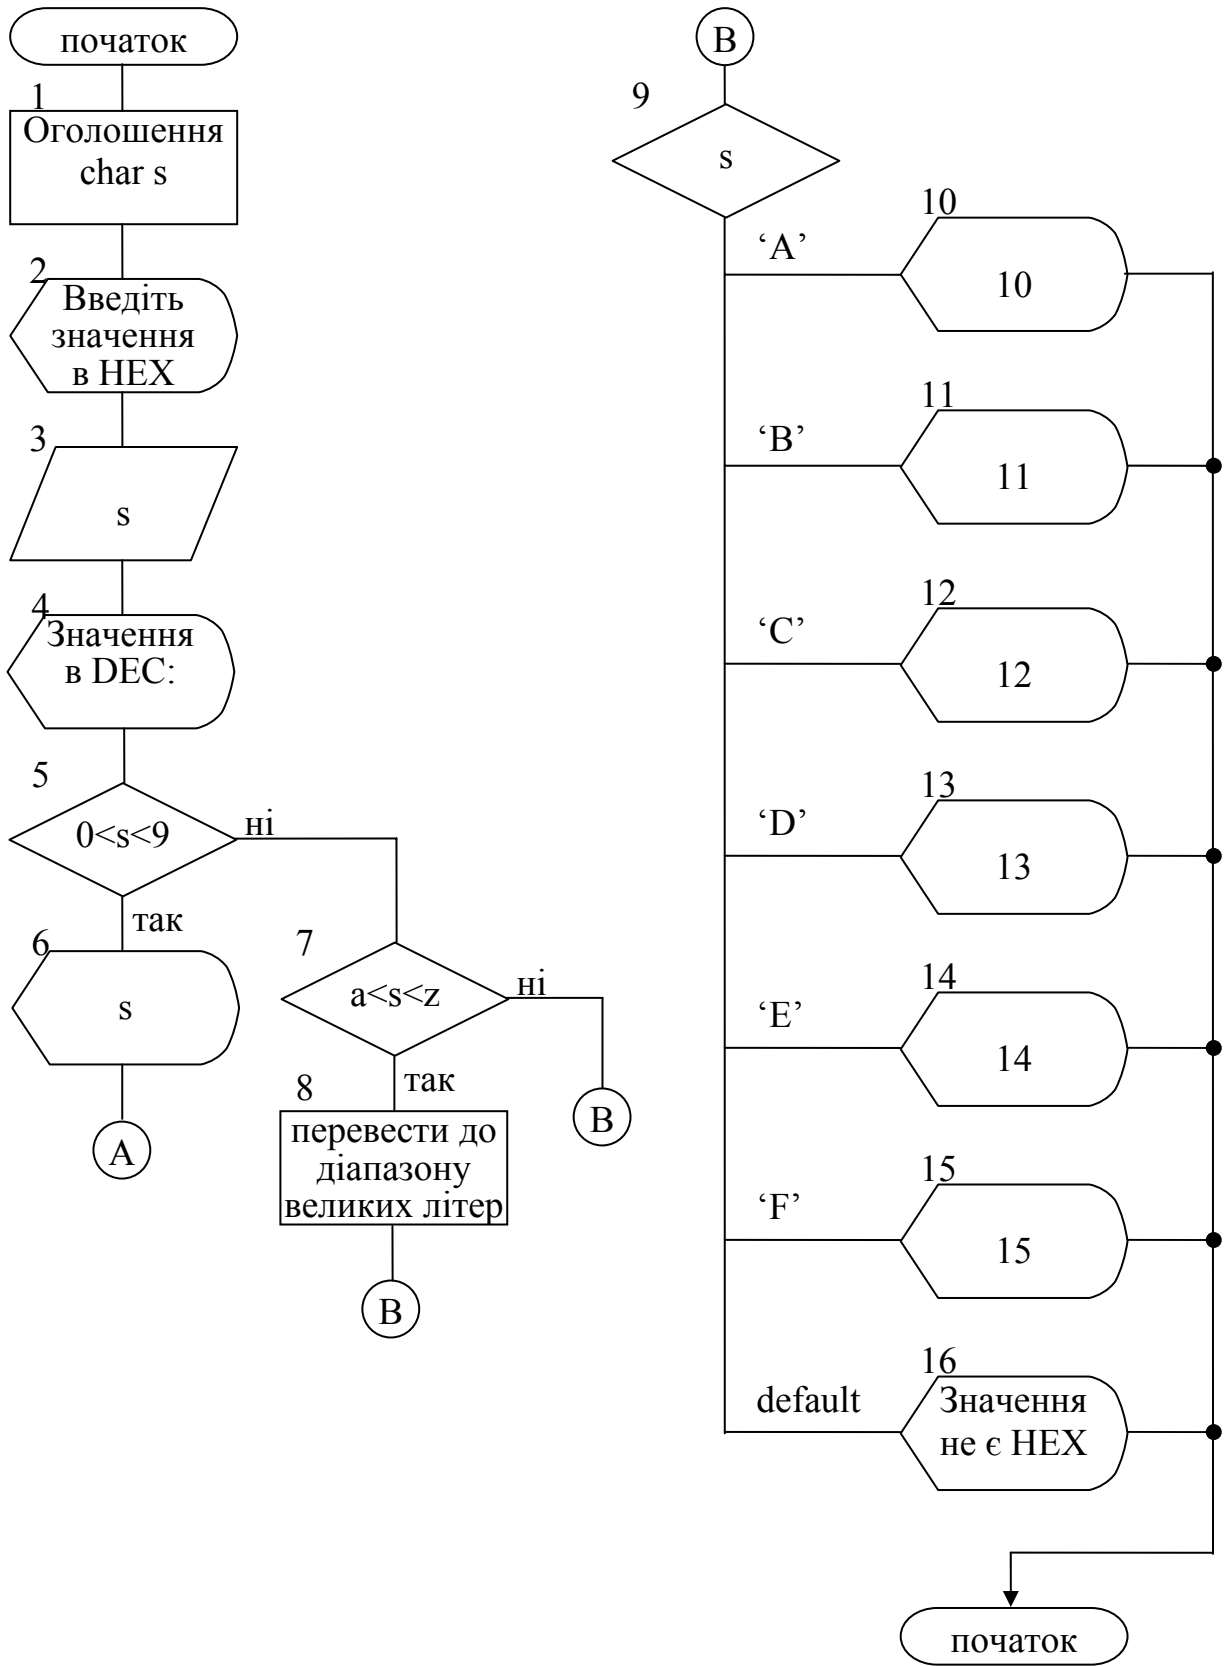 початок
1
Оголошення
char s
2
Введіть
значення
в HEX
3
s
4
Значення
в DEC:
5
0<s<9
ні
так
6
s
A
7
a<s<z
ні
так
B
8
перевести до
діапазону
великих літер
B
B
9
s
‘A’
10
10
‘B’
11
11
‘C’
12
12
‘D’
13
13
‘E’
14
14
‘F’
15
15
default
16
Значення
не є HEX
початок